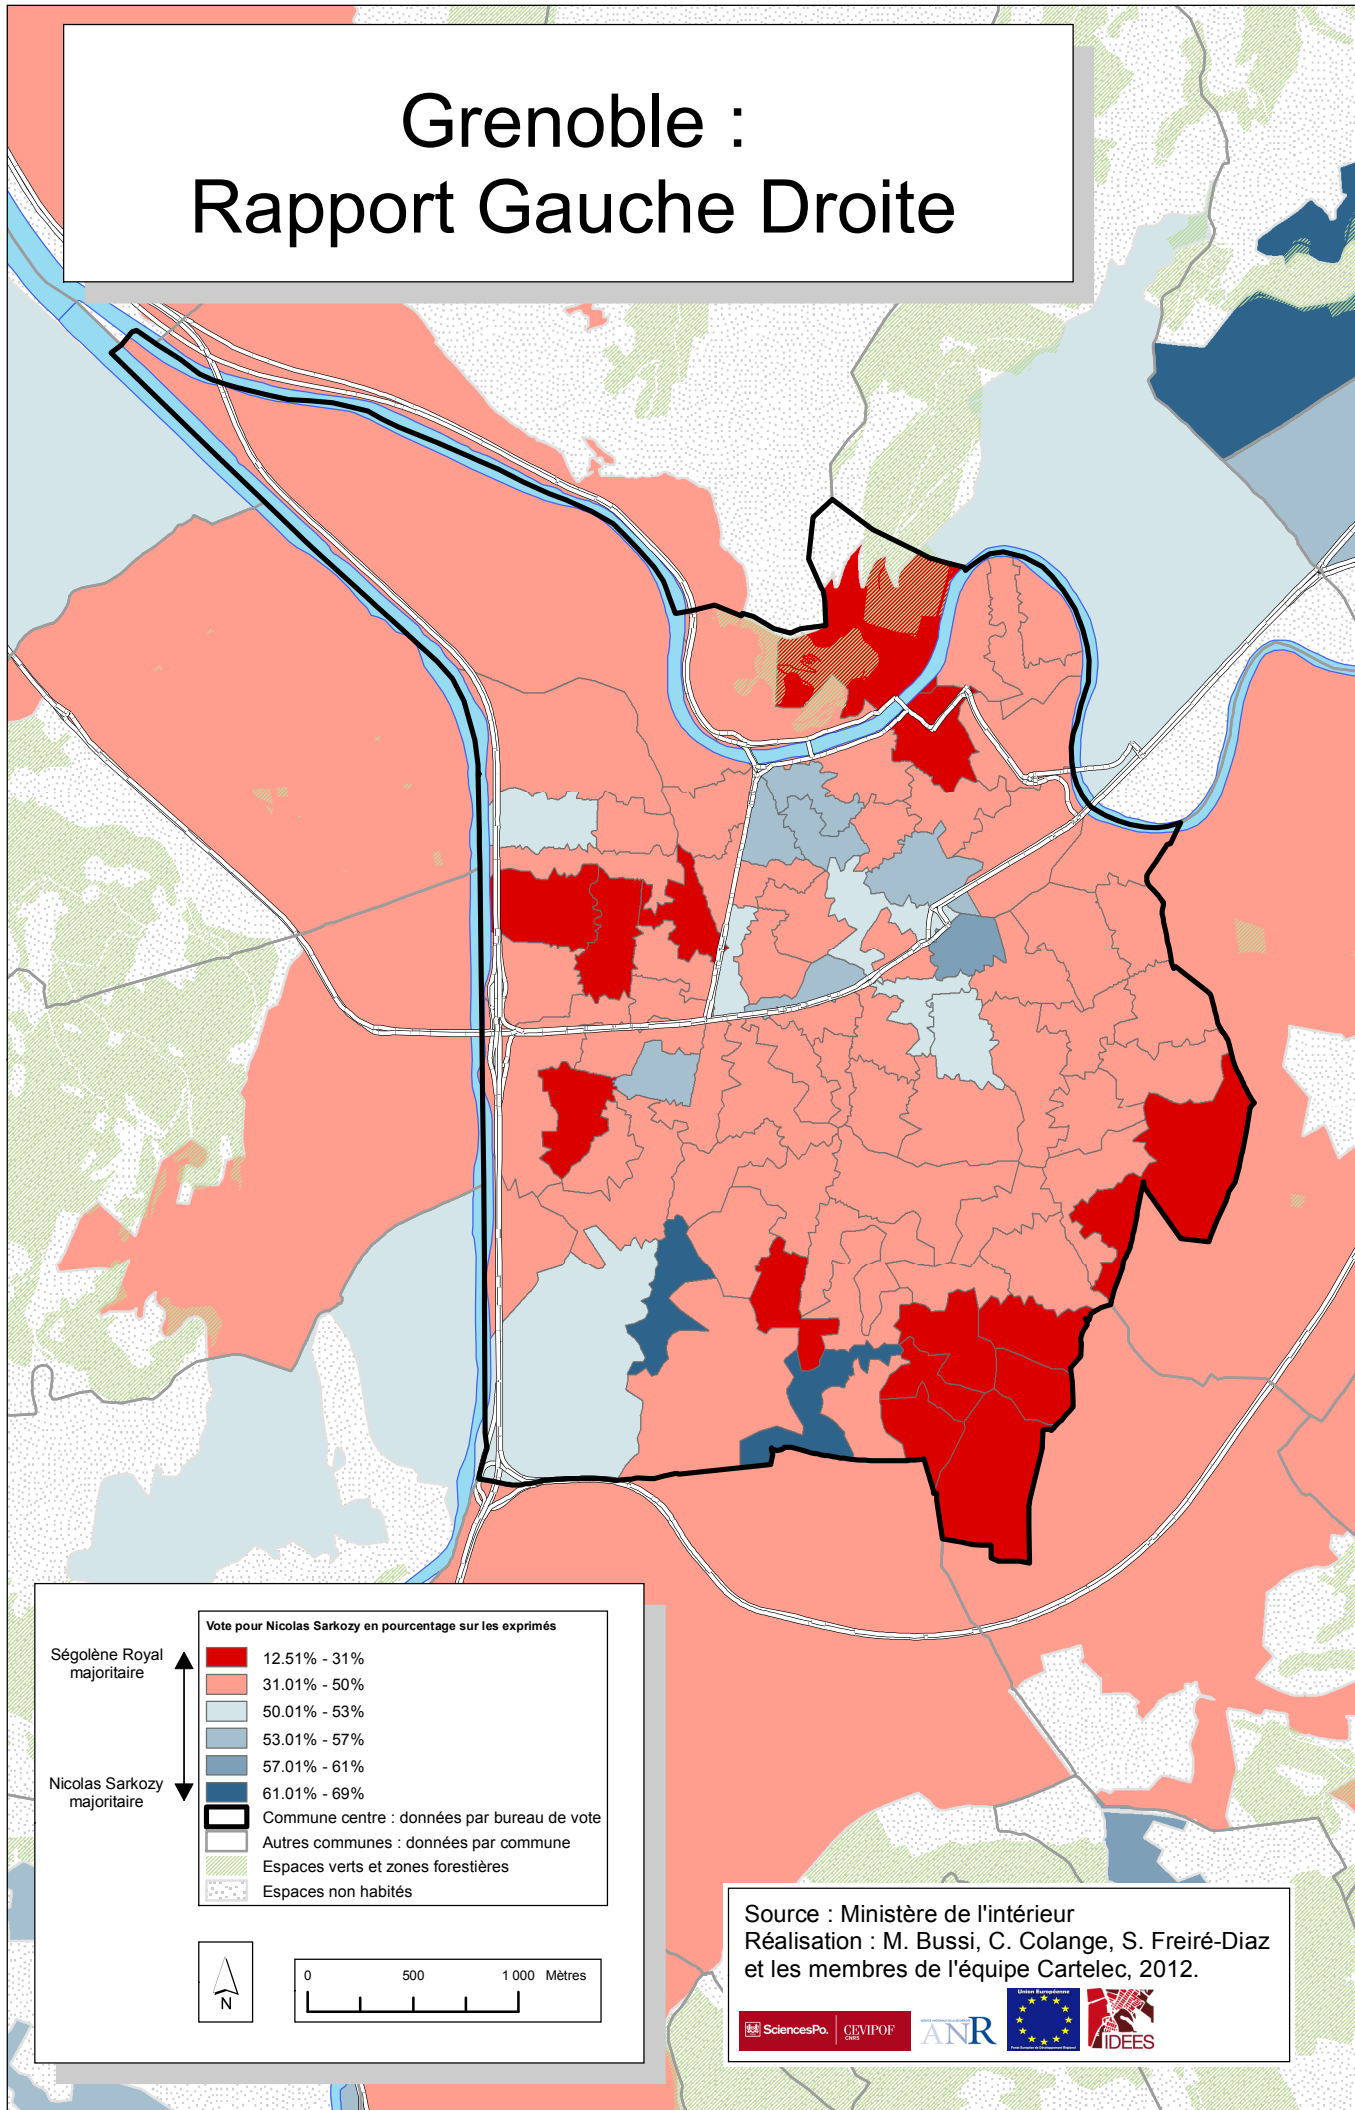 Grenoble :
Rapport Gauche Droite
Vote pour Nicolas Sarkozy en pourcentage sur les exprimés
Ségolène Royal
majoritaire
Nicolas Sarkozy
majoritaire
12.51% - 31%
31.01% - 50%
50.01% - 53%
53.01% - 57%
57.01% - 61%
61.01% - 69%
Commune centre : données par bureau de vote
Autres communes : données par commune
Espaces verts et zones forestières
Espaces non habités
N
0 500 1 000 Mètres
Source : Ministère de l'intérieur
Réalisation : M. Bussi, C. Colange, S. Freiré-Diaz
et les membres de l'équipe Cartelec, 2012.
SciencesPo.
CEVIPOF
CNRS
ANR
Union Européenne
IDEES